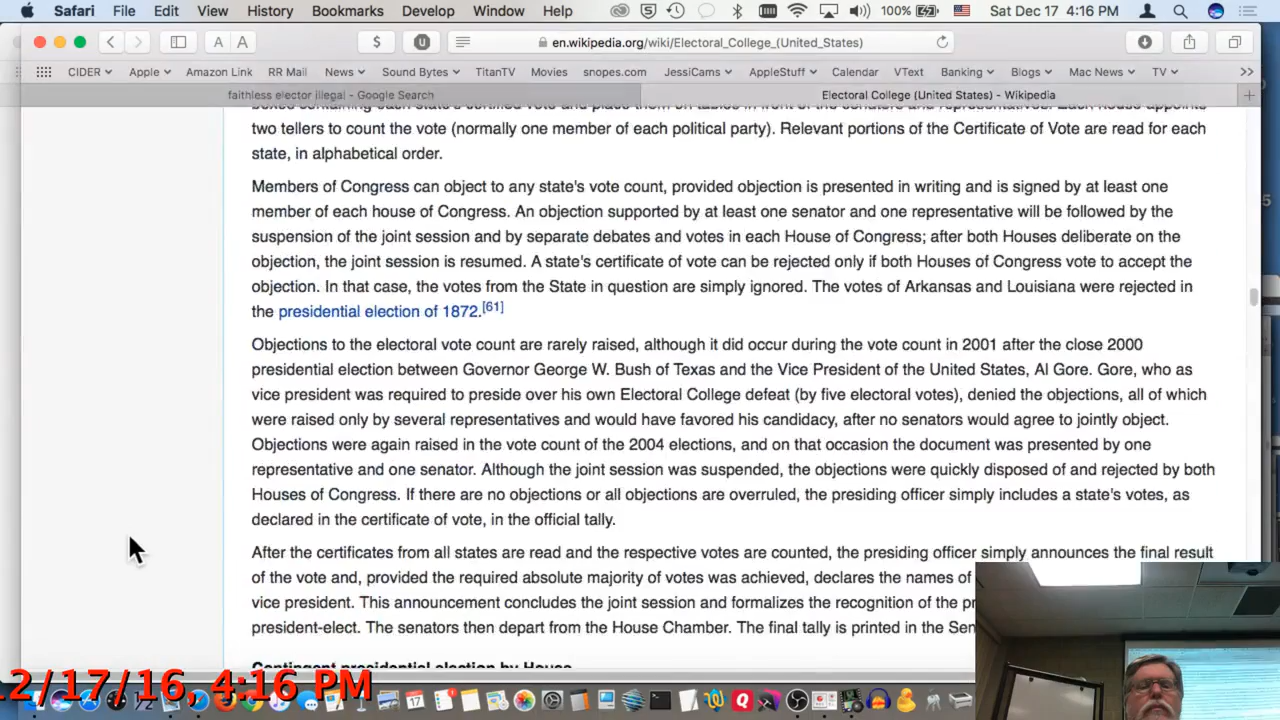 Safari File Edit View History Bookmarks Develop Window Help 5 100% Sat Dec 17 4:16 PM
A A $ U en.wikipedia.org/wiki/Electoral_College_(United_States)
CIDER Apple Amazon Link RR Mail News Sound Bytes TitanTV Movies snopes.com JessiCams AppleStuff Calendar VText Banking Blogs Mac News TV >>
faithless elector illegal - Google Search Electoral College (United States) - Wikipedia +
two tellers to count the vote (normally one member of each political party). Relevant portions of the Certificate of Vote are read for each
state, in alphabetical order.
Members of Congress can object to any state's vote count, provided objection is presented in writing and is signed by at least one
member of each house of Congress. An objection supported by at least one senator and one representative will be followed by the
suspension of the joint session and by separate debates and votes in each House of Congress; after both Houses deliberate on the
objection, the joint session is resumed. A state's certificate of vote can be rejected only if both Houses of Congress vote to accept the
objection. In that case, the votes from the State in question are simply ignored. The votes of Arkansas and Louisiana were rejected in
the presidential election of 1872.[61]
Objections to the electoral vote count are rarely raised, although it did occur during the vote count in 2001 after the close 2000
presidential election between Governor George W. Bush of Texas and the Vice President of the United States, Al Gore. Gore, who as
vice president was required to preside over his own Electoral College defeat (by five electoral votes), denied the objections, all of which
were raised only by several representatives and would have favored his candidacy, after no senators would agree to jointly object.
Objections were again raised in the vote count of the 2004 elections, and on that occasion the document was presented by one
representative and one senator. Although the joint session was suspended, the objections were quickly disposed of and rejected by both
Houses of Congress. If there are no objections or all objections are overruled, the presiding officer simply includes a state's votes, as
declared in the certificate of vote, in the official tally.
After the certificates from all states are read and the respective votes are counted, the presiding officer simply announces the final result
of the vote and, provided the required absolute majority of votes was achieved, declares the names of
vice president. This announcement concludes the joint session and formalizes the recognition of the
president-elect. The senators then depart from the House Chamber. The final tally is printed in the
Contingent presidential election by House
2/17/16, 4:16 PM